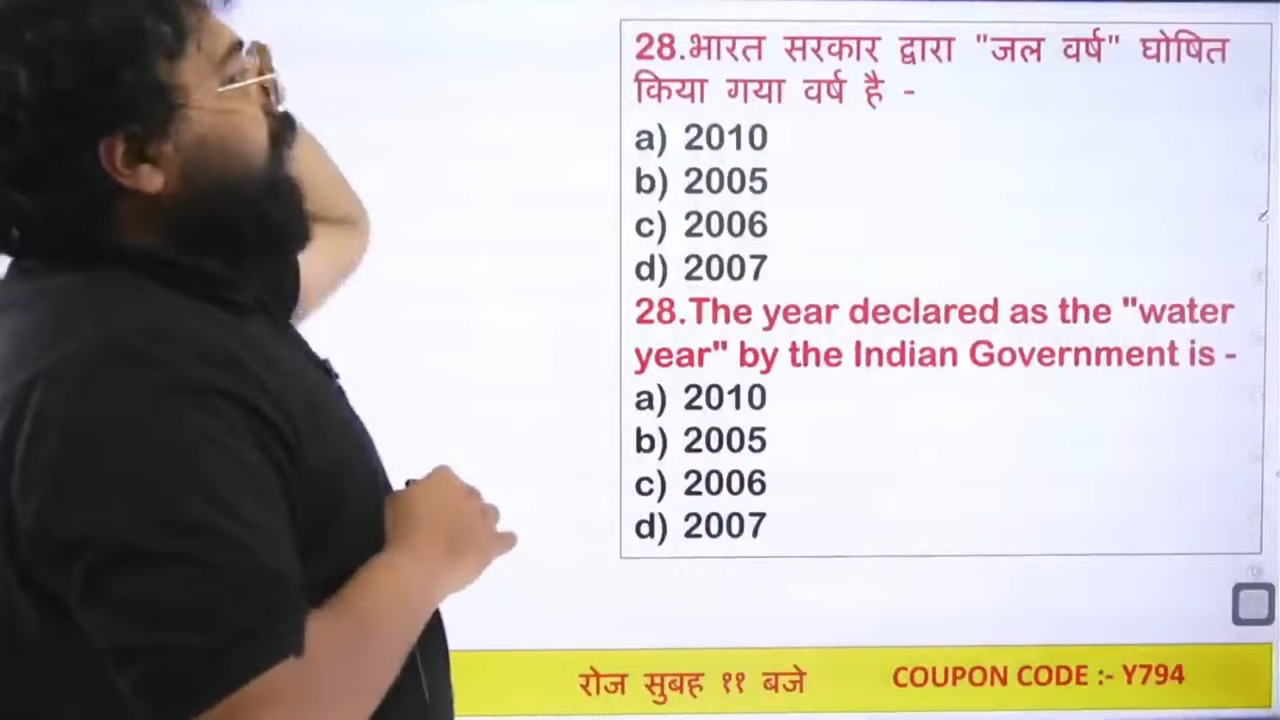 28.भारत सरकार द्वारा "जल वर्ष" घोषित
किया गया वर्ष है -
a) 2010
b) 2005
c) 2006
d) 2007
28.The year declared as the "water
year" by the Indian Government is -
a) 2010
b) 2005
c) 2006
d) 2007
रोज सुबह ११ बजे COUPON CODE :- Y794